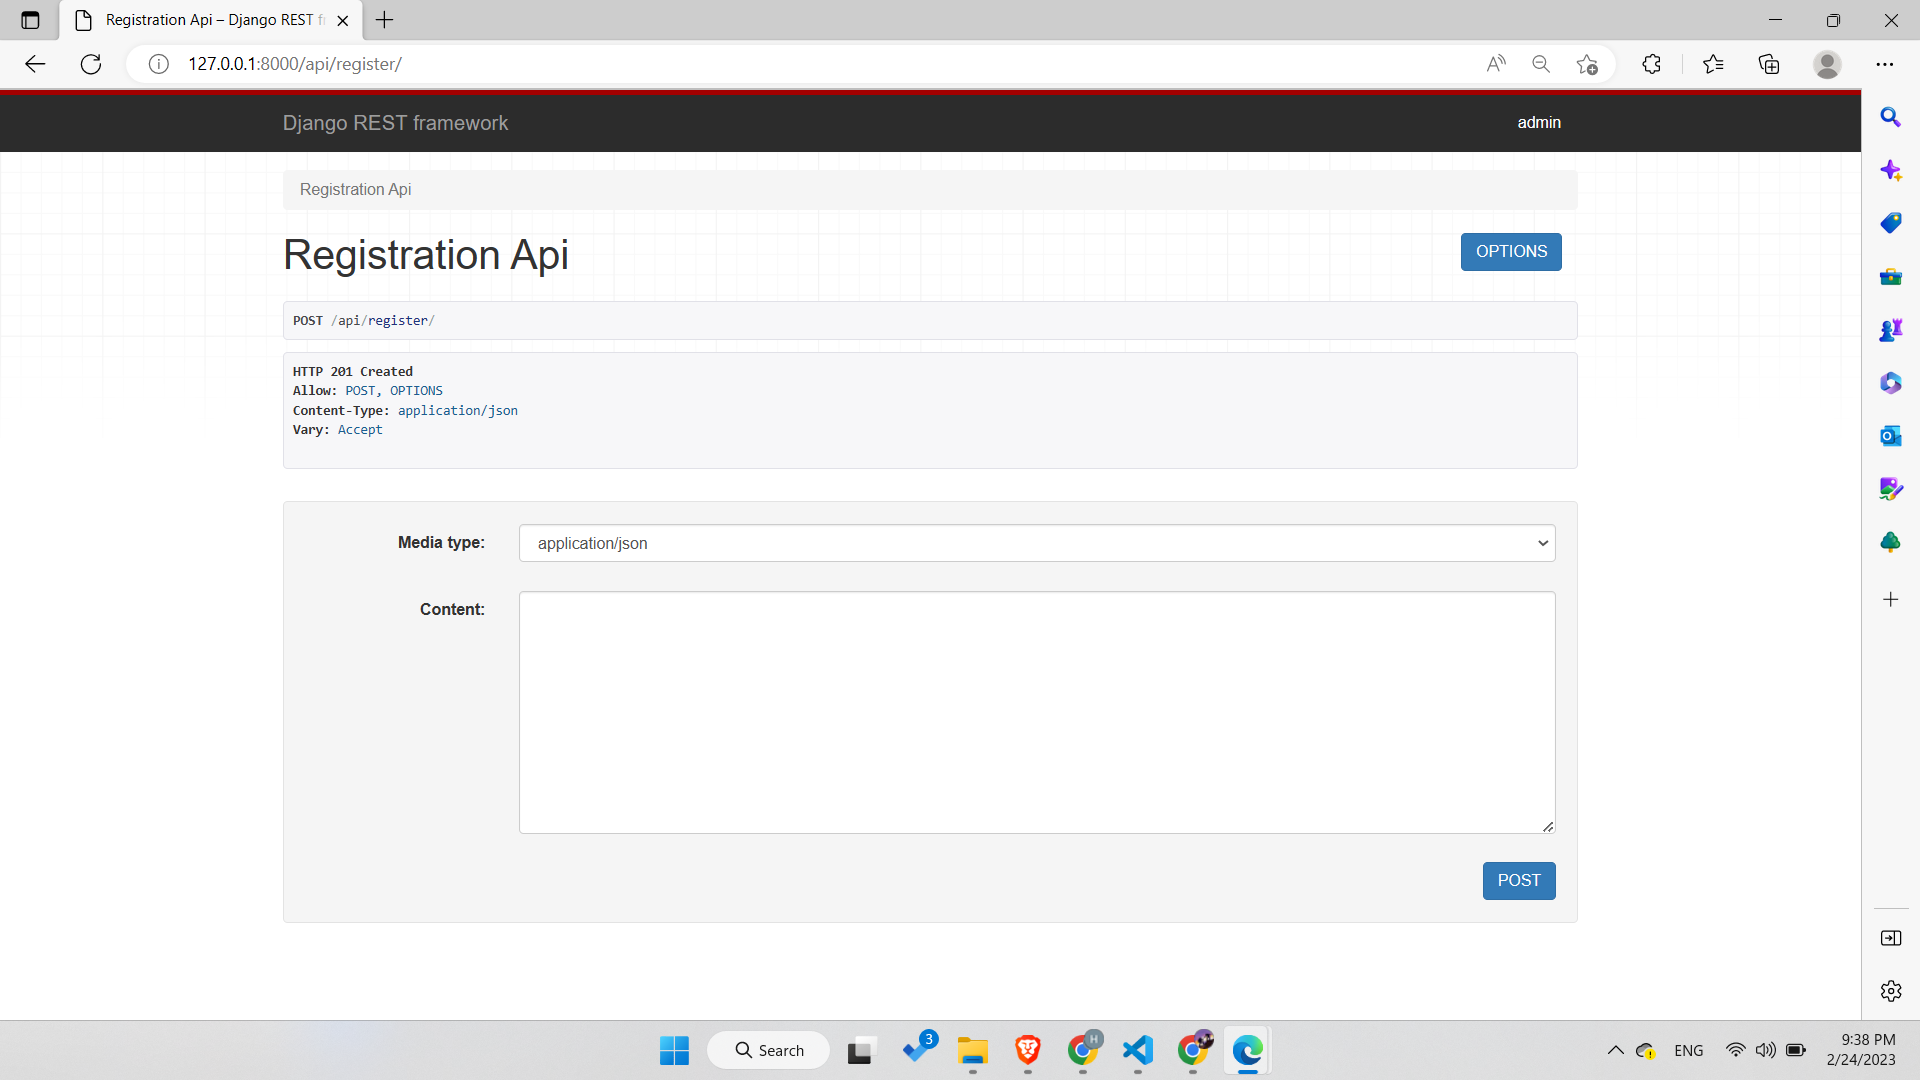 Registration Api – Django REST f
127.0.0.1:8000/api/register/
Django REST framework
admin
Registration Api
Registration Api
OPTIONS
POST /api/register/
HTTP 201 Created
Allow: POST, OPTIONS
Content-Type: application/json
Vary: Accept
Media type:
application/json
Content:
POST
Search
3
H
ENG
9:38 PM
2/24/2023